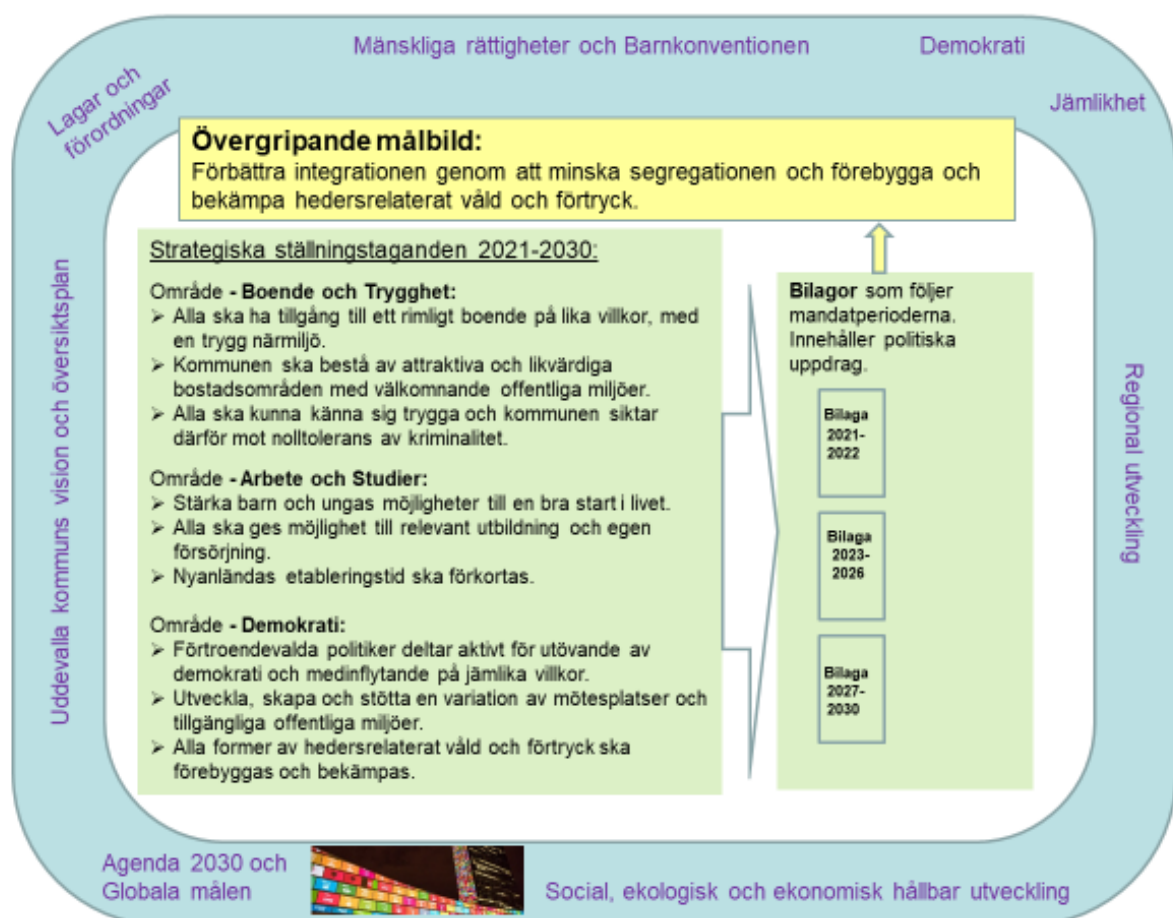 Mänskliga rättigheter och Barnkonventionen
Demokrati
Lagar och
förordningar
Jämlikhet
Övergripande målbild:
Förbättra integrationen genom att minska segregationen och förebygga och
bekämpa hedersrelaterat våld och förtryck.
Uddevalla kommuns vision och översiktsplan
Strategiska ställningstaganden 2021-2030:
Område - Boende och Trygghet:
➢ Alla ska ha tillgång till ett rimligt boende på lika villkor, med
en trygg närmiljö.
➢ Kommunen ska bestå av attraktiva och likvärdiga
bostadsområden med välkomnande offentliga miljöer.
➢ Alla ska kunna känna sig trygga och kommunen siktar
därför mot nolltolerans av kriminalitet.
Område - Arbete och Studier:
➢ Stärka barn och ungas möjligheter till en bra start i livet.
➢ Alla ska ges möjlighet till relevant utbildning och egen
försörjning.
➢ Nyanländas etableringstid ska förkortas.
Område - Demokrati:
➢ Förtroendevalda politiker deltar aktivt för utövande av
demokrati och medinflytande på jämlika villkor.
➢ Utveckla, skapa och stötta en variation av mötesplatser och
tillgängliga offentliga miljöer.
➢ Alla former av hedersrelaterat våld och förtryck ska
förebyggas och bekämpas.
Bilagor som följer
mandatperioderna.
Innehåller politiska
uppdrag.
Bilaga
2021-
2022
Bilaga
2023-
2026
Bilaga
2027-
2030
Regional utveckling
Agenda 2030 och
Globala målen
Social, ekologisk och ekonomisk hållbar utveckling